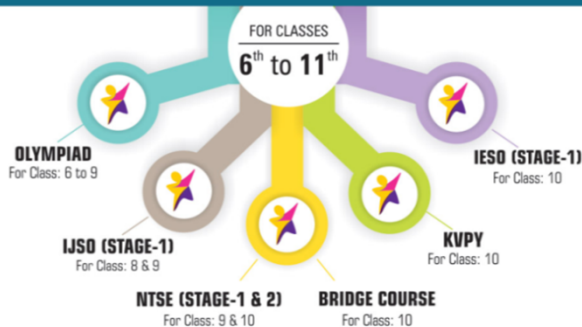 FOR CLASSES
6th to 11th
OLYMPIAD
For Class: 6 to 9
IESO (STAGE-1)
For Class: 10
IJSO (STAGE-1)
For Class: 8 & 9
KVPY
For Class: 10
NTSE (STAGE-1 & 2)
For Class: 9 & 10
BRIDGE COURSE
For Class: 10